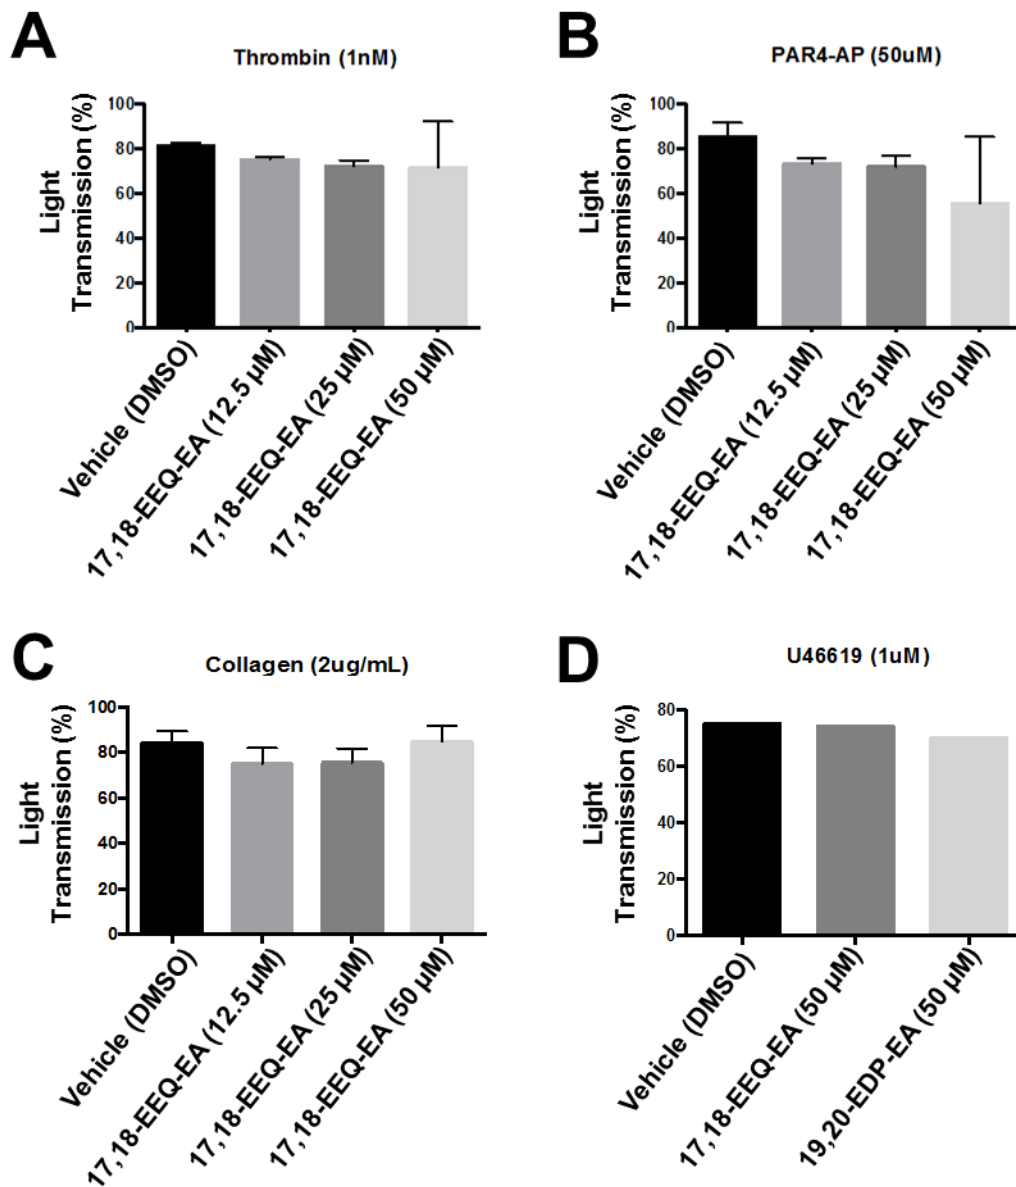 A
Thrombin (1nM)
Light
Transmission (%)
100
80
60
40
20
0
Vehicle (DMSO)
17,18-EEQ-EA (12.5 µM)
17,18-EEQ-EA (25 µM)
17,18-EEQ-EA (50 µM)
B
PAR4-AP (50uM)
Light
Transmission (%)
100
80
60
40
20
0
Vehicle (DMSO)
17,18-EEQ-EA (12.5 µM)
17,18-EEQ-EA (25 µM)
17,18-EEQ-EA (50 µM)
C
Collagen (2ug/mL)
Light
Transmission (%)
100
80
60
40
20
0
Vehicle (DMSO)
17,18-EEQ-EA (12.5 µM)
17,18-EEQ-EA (25 µM)
17,18-EEQ-EA (50 µM)
D
U46619 (1uM)
Light
Transmission (%)
80
60
40
20
0
Vehicle (DMSO)
17,18-EEQ-EA (50 µM)
19,20-EDP-EA (50 µM)